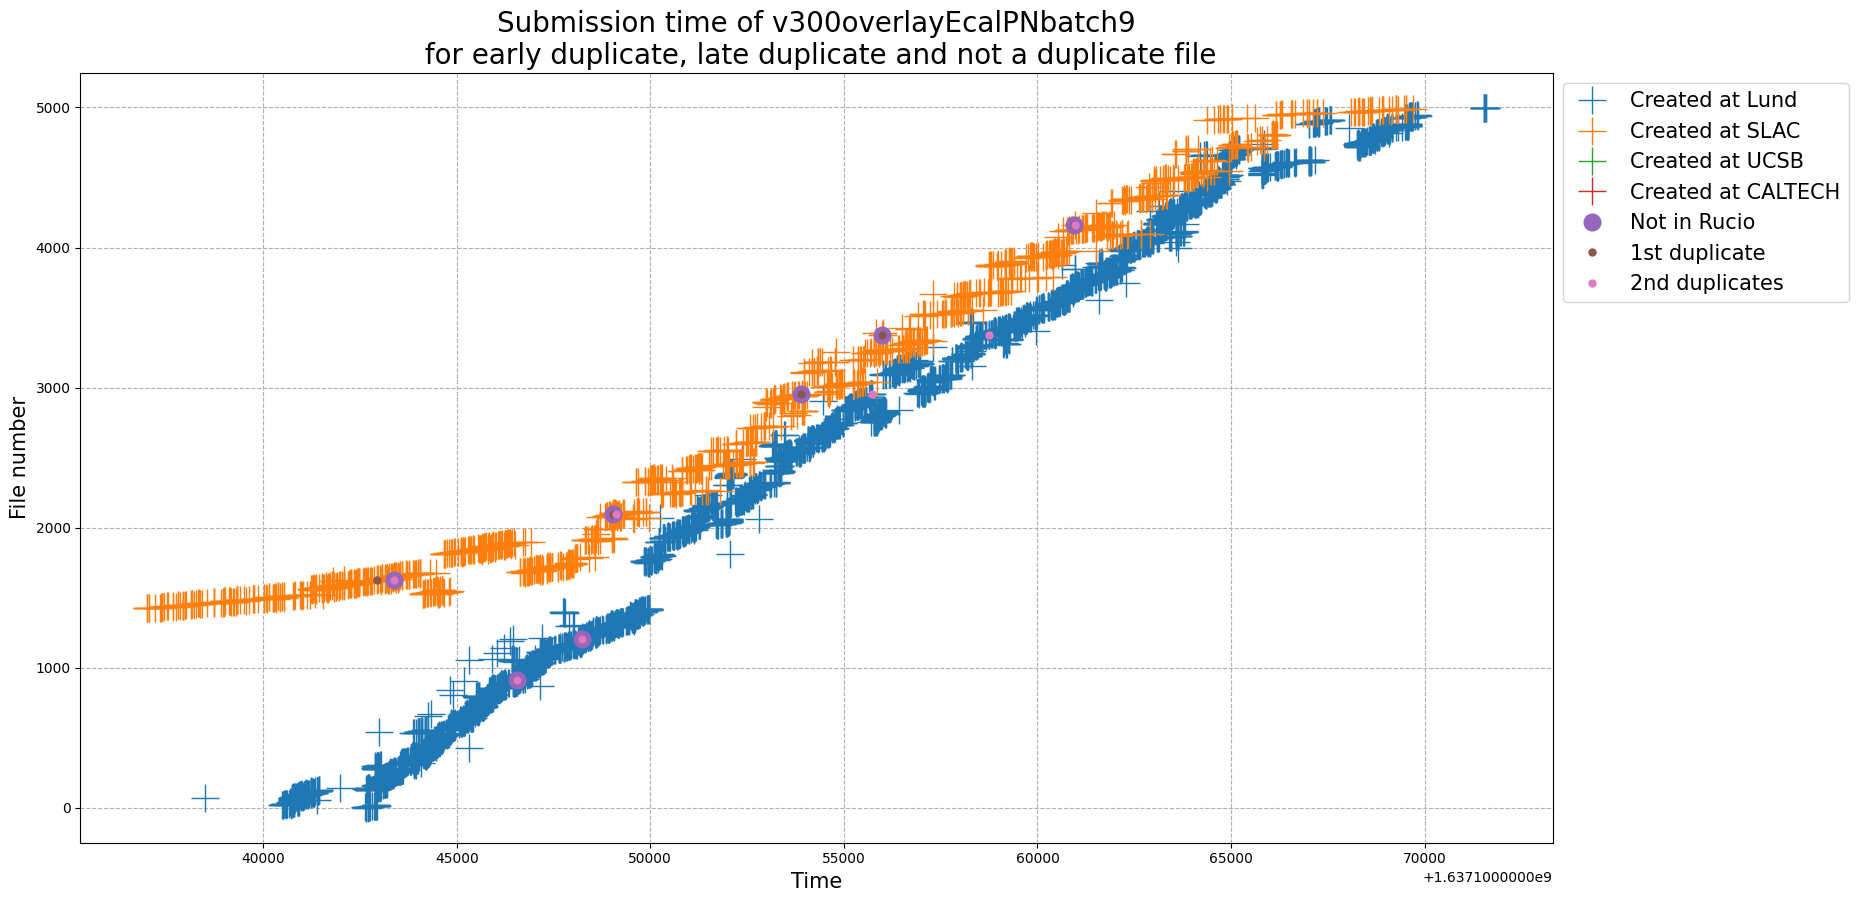 Submission time of v300overlayEcalPNbatch9
for early duplicate, late duplicate and not a duplicate file
Created at Lund
Created at SLAC
Created at UCSB
Created at CALTECH
Not in Rucio
1st duplicate
2nd duplicates
File number
5000
4000
3000
2000
1000
0
40000 45000 50000 55000 60000 65000 70000
+1.6371000000e9
Time